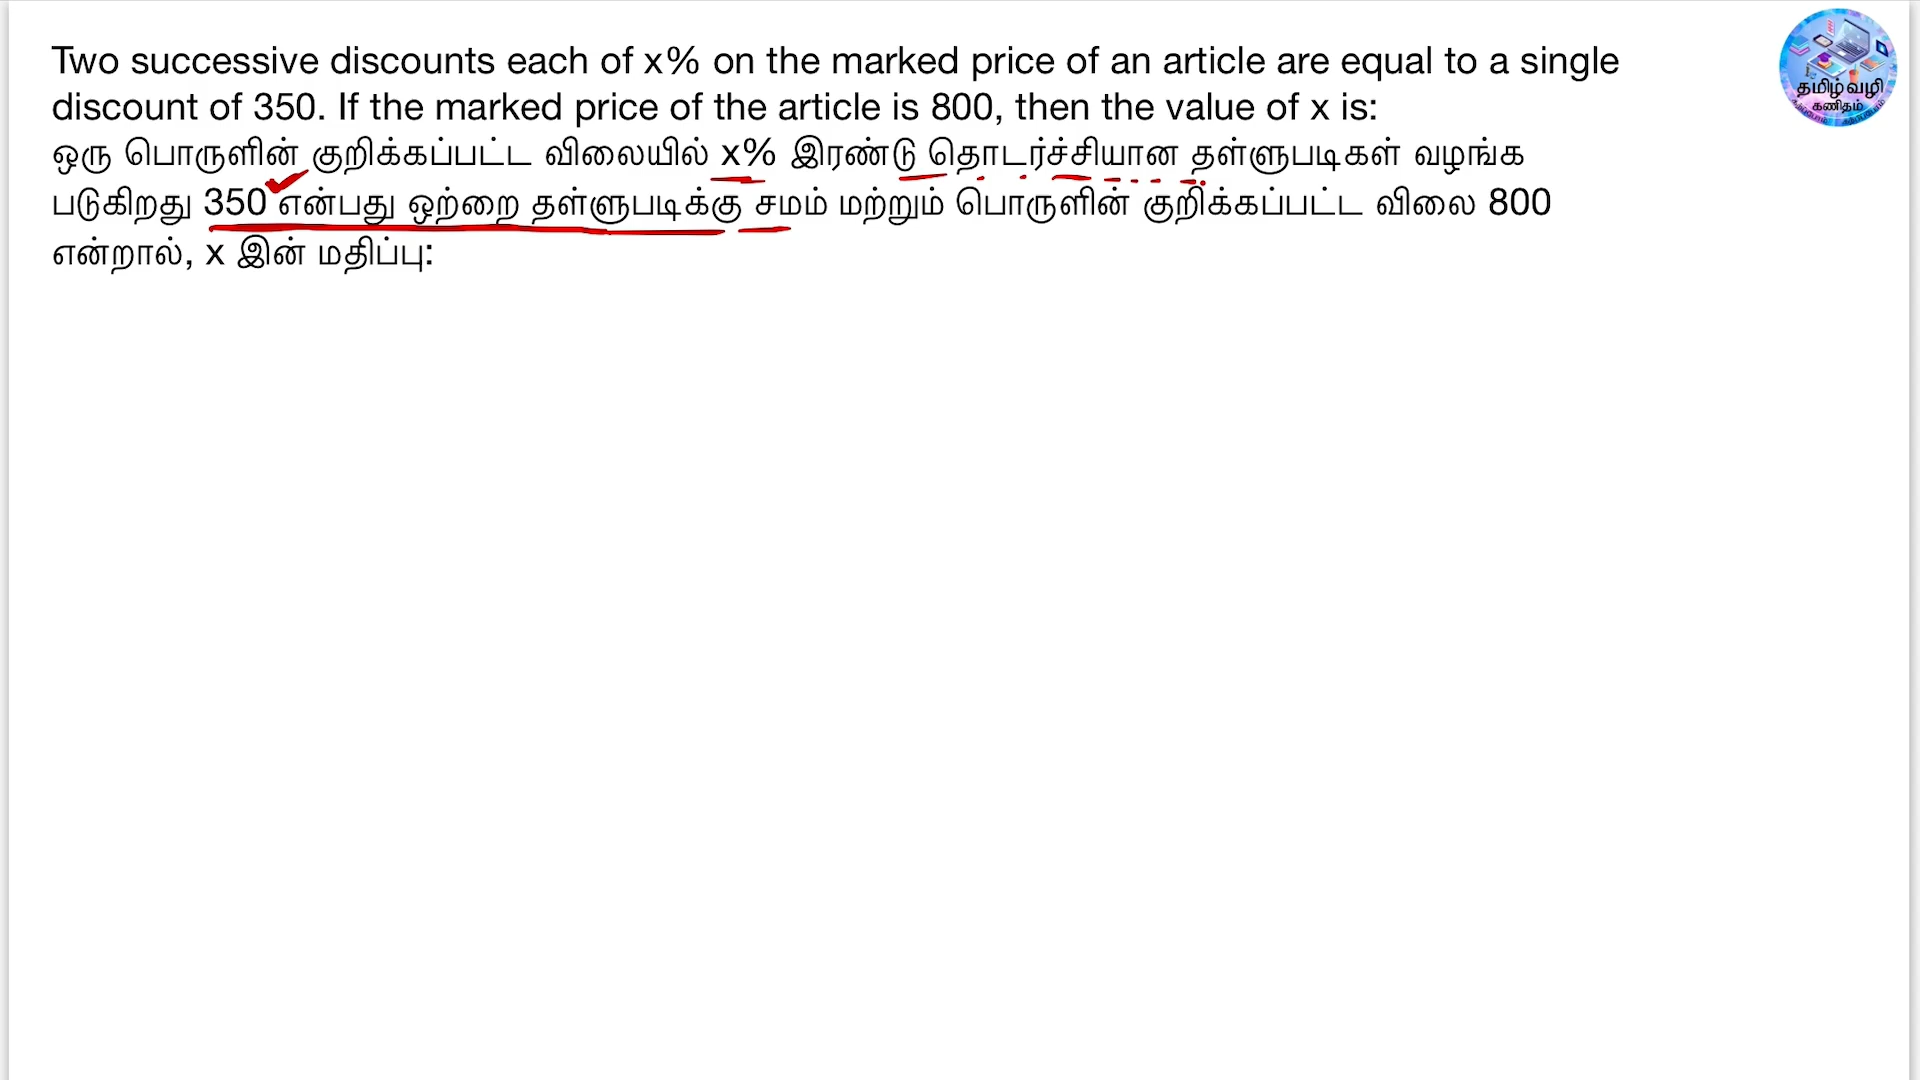 Two successive discounts each of x% on the marked price of an article are equal to a single
discount of 350. If the marked price of the article is 800, then the value of x is:
ஒரு பொருளின் குறிக்கப்பட்ட விலையில் x% இரண்டு தொடர்ச்சியான தள்ளுபடிகள் வழங்க
படுகிறது 350 என்பது ஒற்றை தள்ளுபடிக்கு சமம் மற்றும் பொருளின் குறிக்கப்பட்ட விலை 800
என்றால், x இன் மதிப்பு:
தமிழ் வழி
கணிதம்